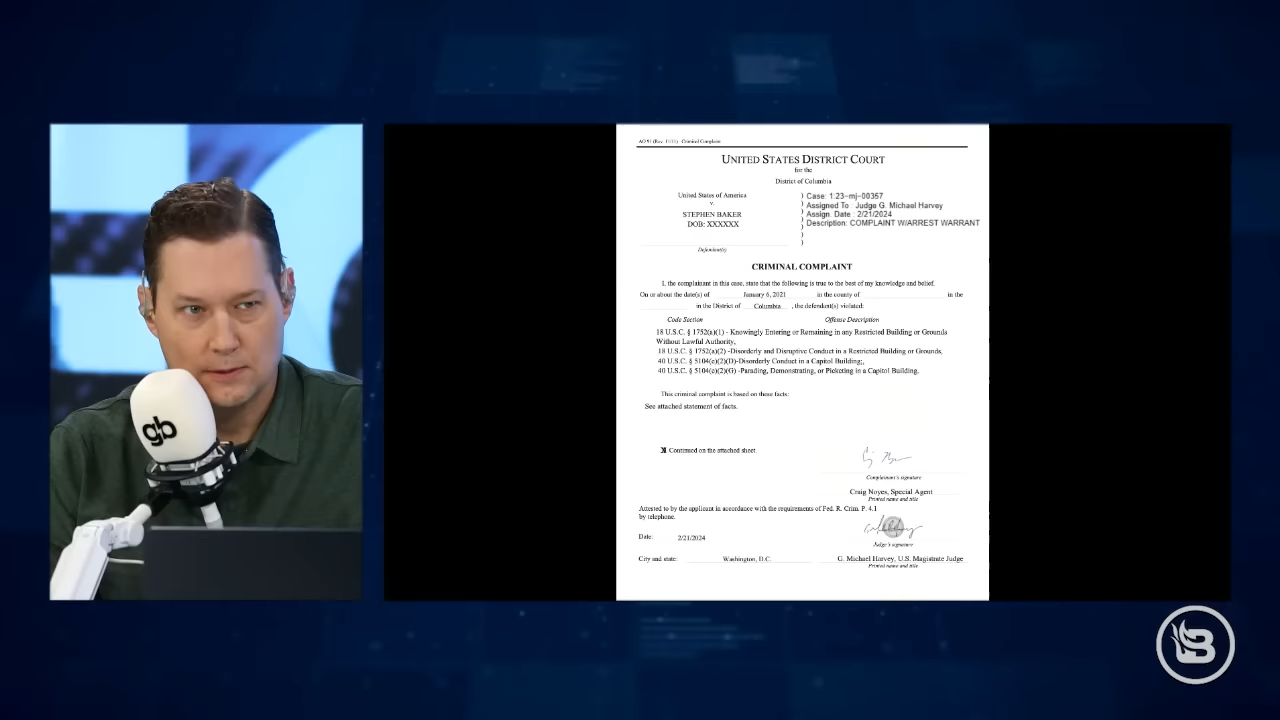 gb
AO 91 (Rev. 11/11) Criminal Complaint
UNITED STATES DISTRICT COURT
for the
District of Columbia
United States of America
v.
STEPHEN BAKER
DOB: XXXXXX
Defendant(s)
)
)
)
)
)
)
Case: 1:23-mj-00357
Assigned To : Judge G. Michael Harvey
Assign. Date : 2/21/2024
Description: COMPLAINT W/ARREST WARRANT
CRIMINAL COMPLAINT
I, the complainant in this case, state that the following is true to the best of my knowledge and belief.
On or about the date(s) of January 6, 2021 in the county of in the
in the District of Columbia , the defendant(s) violated:
Code Section Offense Description
18 U.S.C. § 1752(a)(1) - Knowingly Entering or Remaining in any Restricted Building or Grounds
Without Lawful Authority,
18 U.S.C. § 1752(a)(2) -Disorderly and Disruptive Conduct in a Restricted Building or Grounds,
40 U.S.C. § 5104(e)(2)(D)-Disorderly Conduct in a Capitol Building;,
40 U.S.C. § 5104(e)(2)(G) -Parading, Demonstrating, or Picketing in a Capitol Building.
This criminal complaint is based on these facts:
See attached statement of facts.
X Continued on the attached sheet.
Complainant's signature
Craig Noyes, Special Agent
Printed name and title
Attested to by the applicant in accordance with the requirements of Fed. R. Crim. P. 4.1
by telephone.
Date: 2/21/2024
Judge's signature
City and state: Washington, D.C.
G. Michael Harvey, U.S. Magistrate Judge
Printed name and title
B